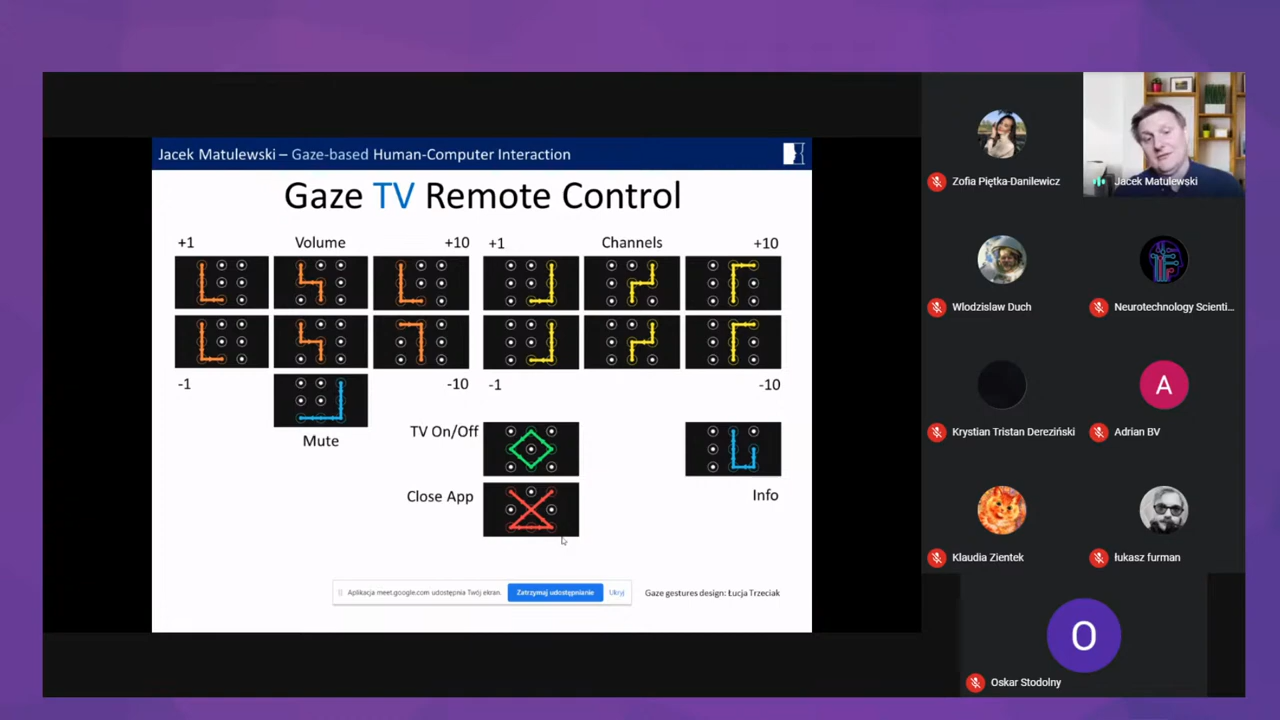 Jacek Matulewski – Gaze-based Human-Computer Interaction
Gaze TV Remote Control
+1 Volume +10 +1 Channels +10
-1 -10 -1 -10
Mute
TV On/Off
Close App
Info
Aplikacja meet.google.com udostępnia Twój ekran. Zatrzymaj udostępnianie Ukryj
Gaze gestures design: Łucja Trzeciak
Zofia Piętka-Danilewicz
Jacek Matulewski
Wlodzislaw Duch
Neurotechnology Scienti...
Krystian Tristan Dereziński
A
Adrian BV
Klaudia Zientek
łukasz furman
O
Oskar Stodolny